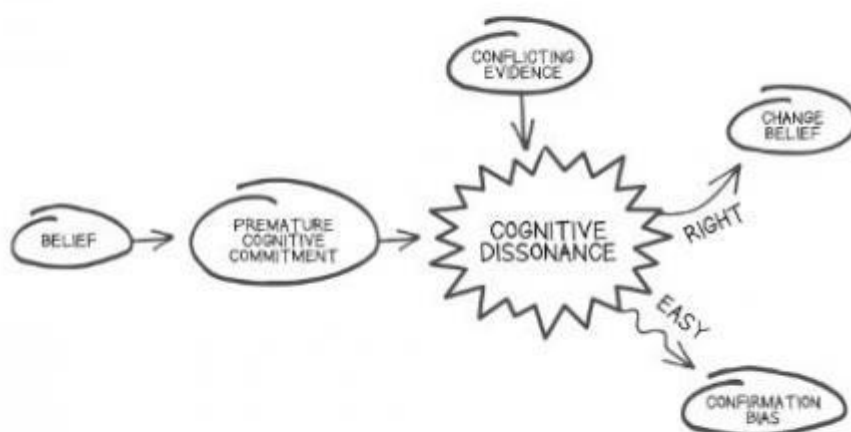 CONFLICTING
EVIDENCE
CHANGE
BELIEF
BELIEF
PREMATURE
COGNITIVE
COMMITMENT
COGNITIVE
DISSONANCE
RIGHT
EASY
CONFIRMATION
BIAS